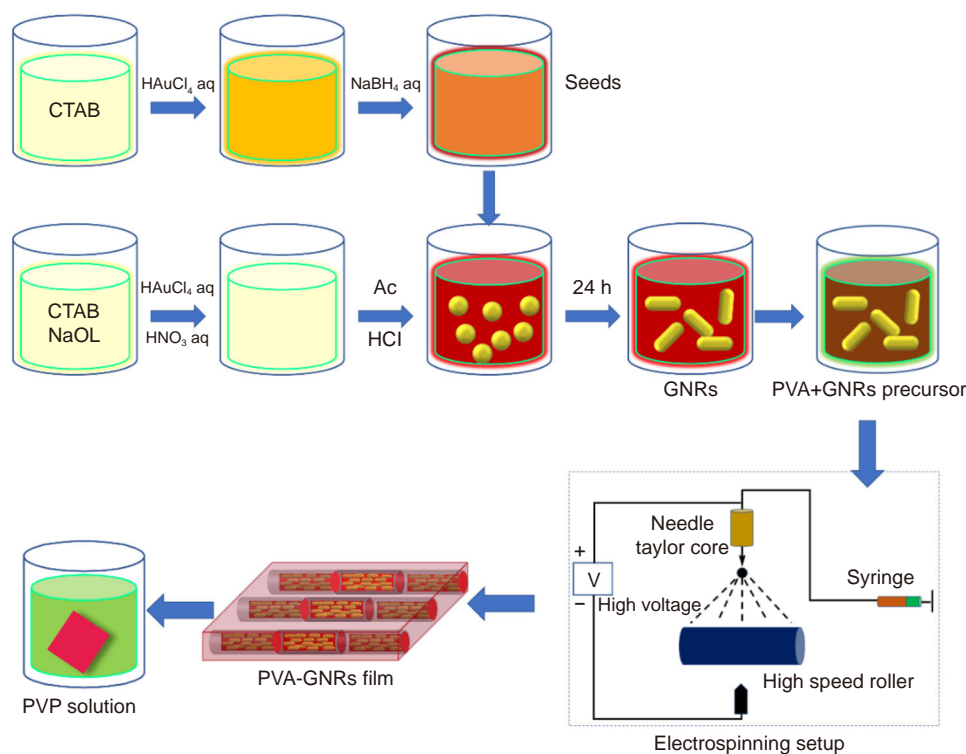 CTAB
HAuCl₄ aq
NaBH₄ aq
Seeds
CTAB
NaOL
HAuCl₄ aq
HNO₃ aq
Ac
HCl
24 h
GNRs
PVA+GNRs precursor
Needle
taylor core
+
V
High voltage
−
Syringe
High speed roller
Electrospinning setup
PVA-GNRs film
PVP solution